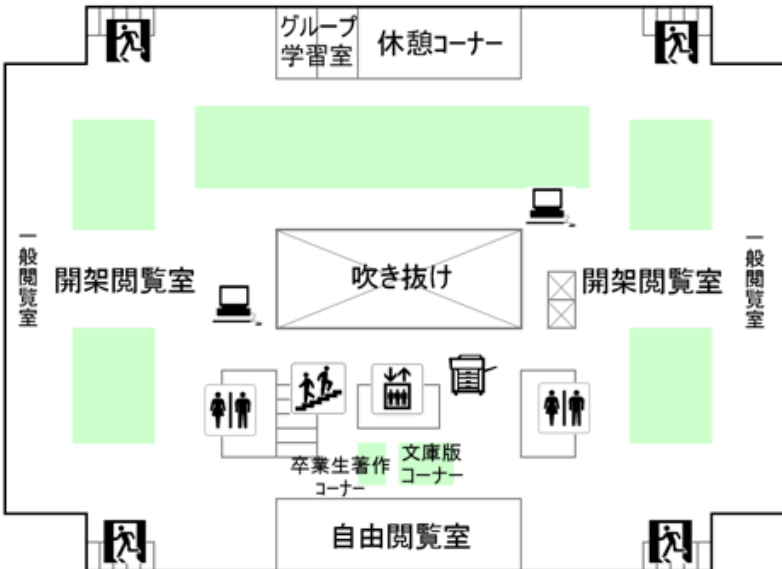 グループ
学習室
休憩コーナー
一般閲覧室
開架閲覧室
吹き抜け
開架閲覧室
一般閲覧室
卒業生著作
コーナー
文庫版
コーナー
自由閲覧室